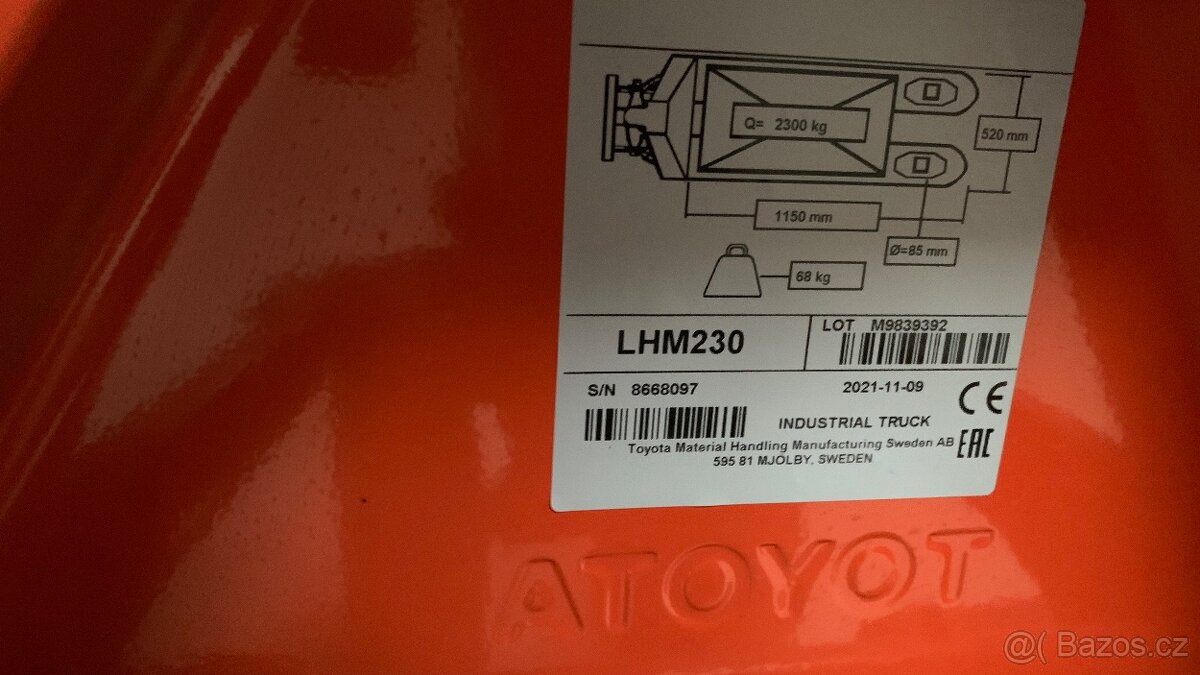 Q= 2300 kg
520 mm
1150 mm
Ø=85 mm
68 kg
LHM230
LOT M9839392
S/N 8668097
2021-11-09
CE
INDUSTRIAL TRUCK
Toyota Material Handling Manufacturing Sweden AB
595 81 MJOLBY, SWEDEN
EAC
ATOYOT
@( Bazos.cz